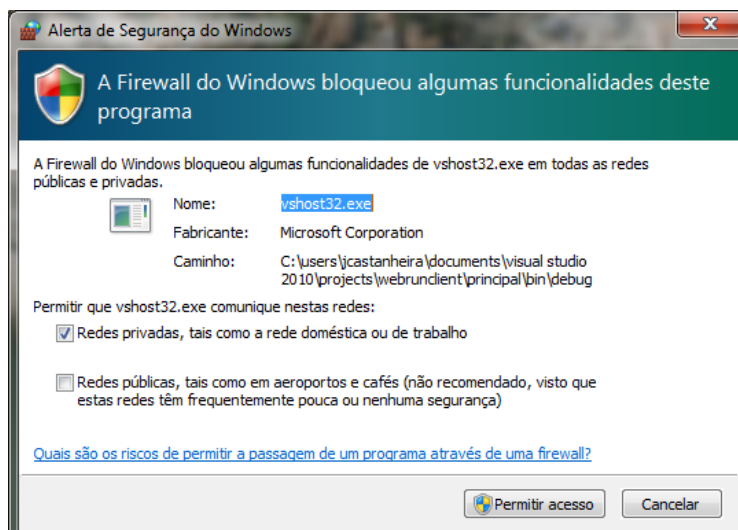 Alerta de Segurança do Windows
A Firewall do Windows bloqueou algumas funcionalidades deste
programa
A Firewall do Windows bloqueou algumas funcionalidades de vshost32.exe em todas as redes
públicas e privadas.
Nome: vshost32.exe
Fabricante: Microsoft Corporation
Caminho: C:\users\jcastanheira\documents\visual studio
2010\projects\webrunclient\principal\bin\debug
Permitir que vshost32.exe comunique nestas redes:
Redes privadas, tais como a rede doméstica ou de trabalho
Redes públicas, tais como em aeroportos e cafés (não recomendado, visto que
estas redes têm frequentemente pouca ou nenhuma segurança)
Quais são os riscos de permitir a passagem de um programa através de uma firewall?
Permitir acesso Cancelar